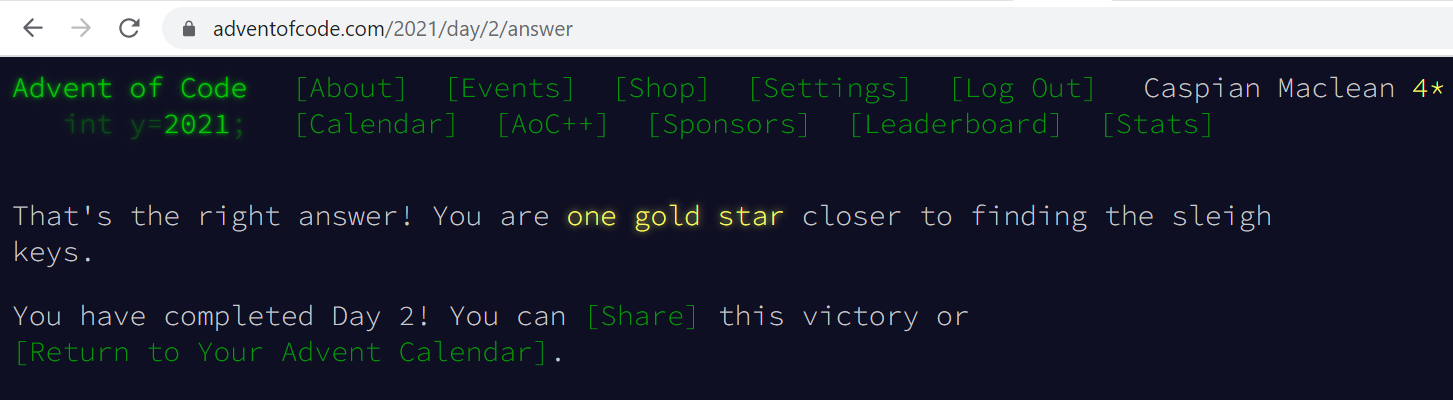 adventofcode.com/2021/day/2/answer
Advent of Code [About] [Events] [Shop] [Settings] [Log Out] Caspian Maclean 4*
int y=2021; [Calendar] [AoC++] [Sponsors] [Leaderboard] [Stats]
That's the right answer! You are one gold star closer to finding the sleigh
keys.
You have completed Day 2! You can [Share] this victory or
[Return to Your Advent Calendar].